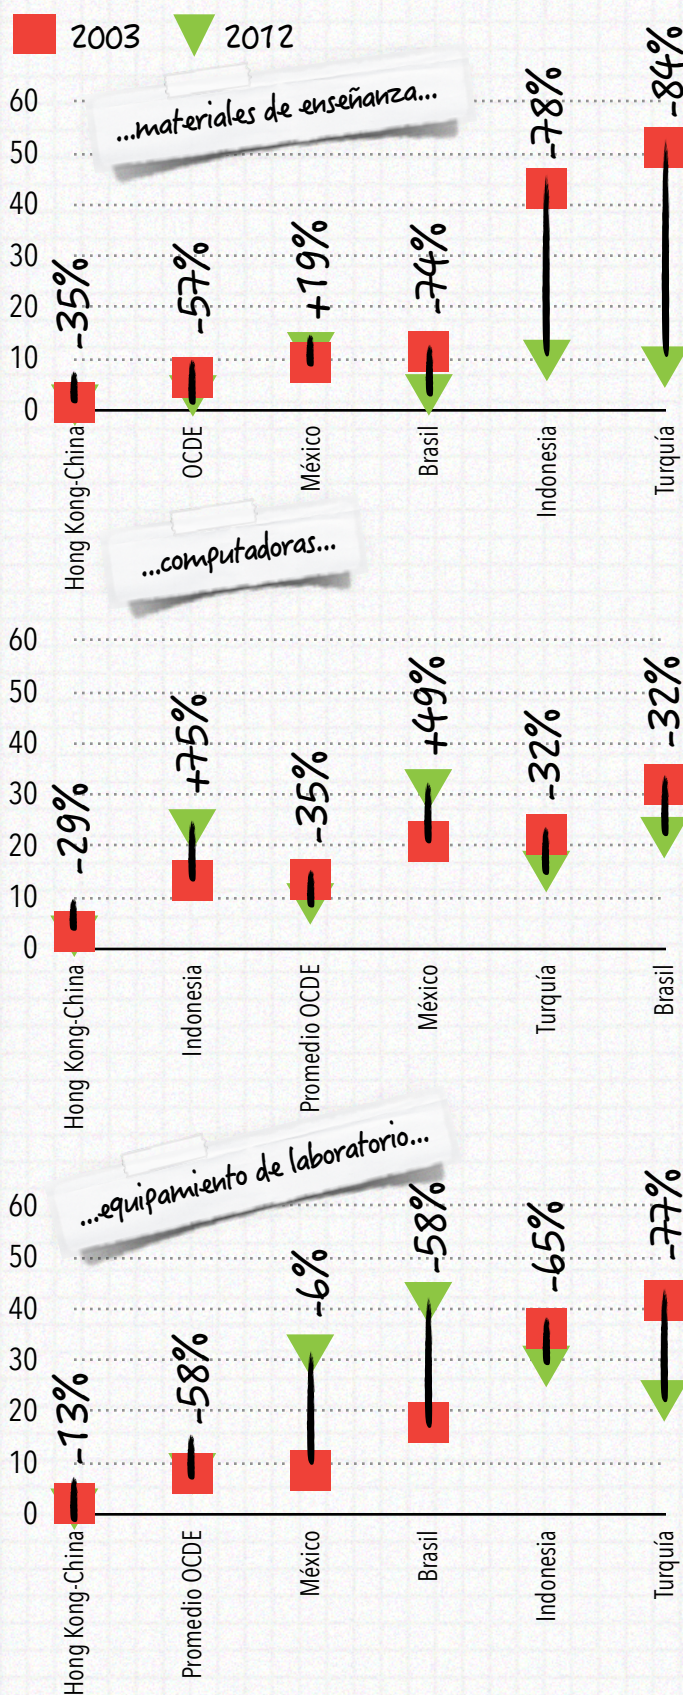 2003 2012
...materiales de enseñanza...
60
50
40
30
20
10
0
-35%
-57%
+19%
-74%
-78%
-84%
Hong Kong-China
OCDE
México
Brasil
Indonesia
Turquía
...computadoras...
60
50
40
30
20
10
0
-29%
+75%
-35%
+49%
-32%
-32%
Hong Kong-China
Indonesia
Promedio OCDE
México
Turquía
Brasil
...equipamiento de laboratorio...
60
50
40
30
20
10
0
-13%
-58%
-6%
-58%
-65%
-77%
Hong Kong-China
Promedio OCDE
México
Brasil
Indonesia
Turquía